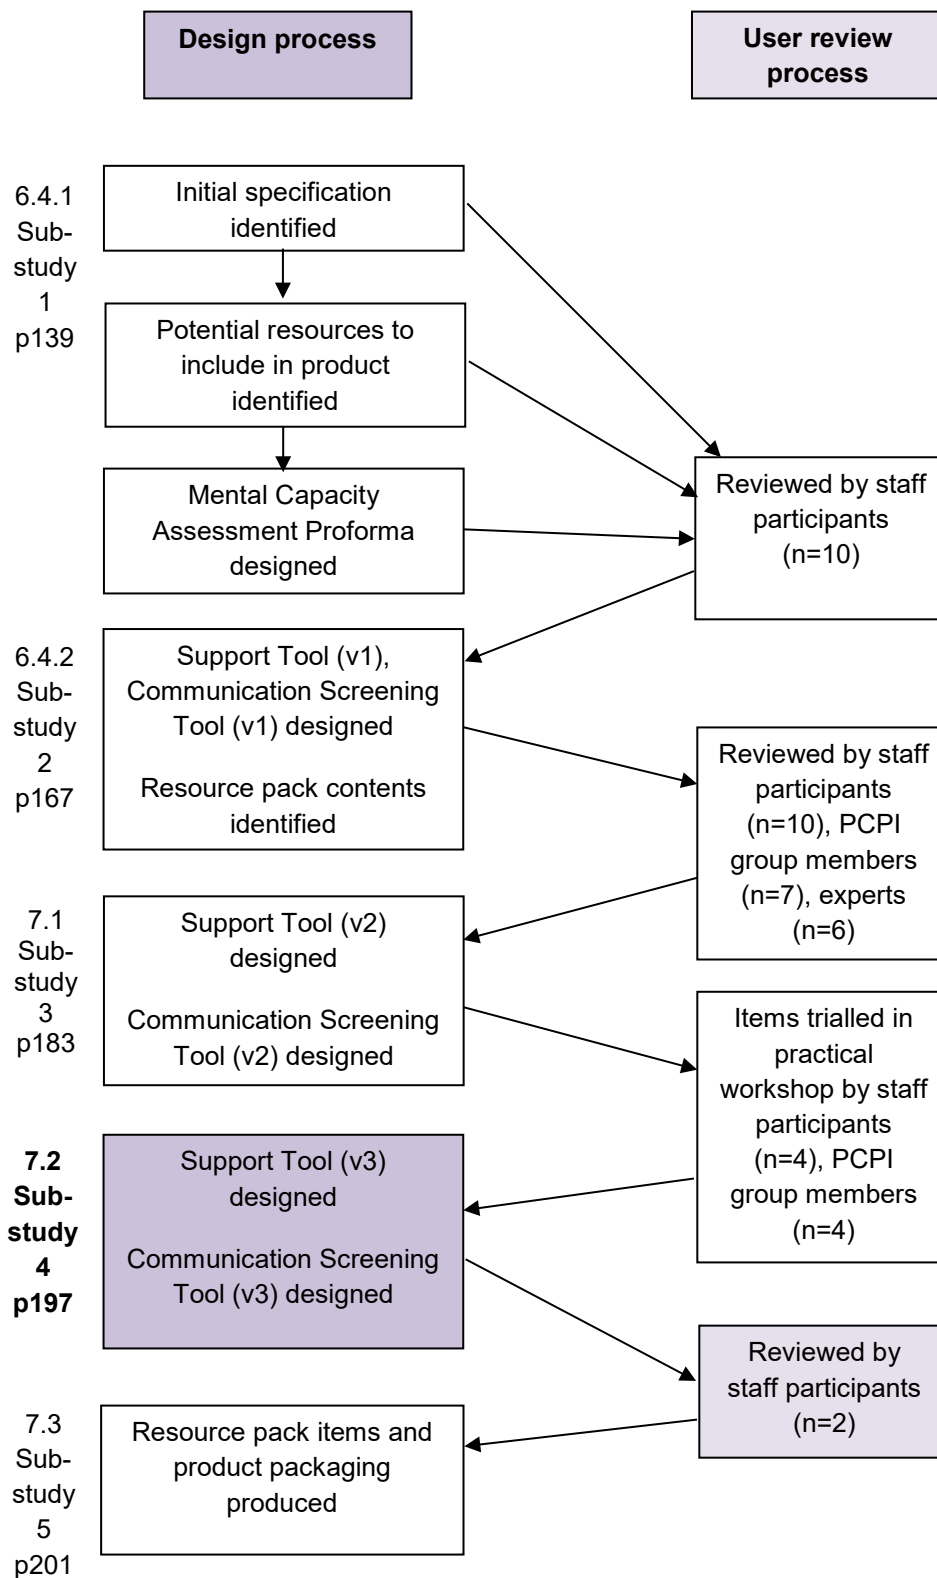 Design process
User review
process
6.4.1
Sub-
study
1
p139
Initial specification
identified
Potential resources to
include in product
identified
Mental Capacity
Assessment Proforma
designed
Reviewed by staff
participants
(n=10)
6.4.2
Sub-
study
2
p167
Support Tool (v1),
Communication Screening
Tool (v1) designed
Resource pack contents
identified
Reviewed by staff
participants
(n=10), PCPI
group members
(n=7), experts
(n=6)
7.1
Sub-
study
3
p183
Support Tool (v2)
designed
Communication Screening
Tool (v2) designed
Items trialled in
practical
workshop by staff
participants
(n=4), PCPI
group members
(n=4)
7.2
Sub-
study
4
p197
Support Tool (v3)
designed
Communication Screening
Tool (v3) designed
Reviewed by
staff participants
(n=2)
7.3
Sub-
study
5
p201
Resource pack items and
product packaging
produced